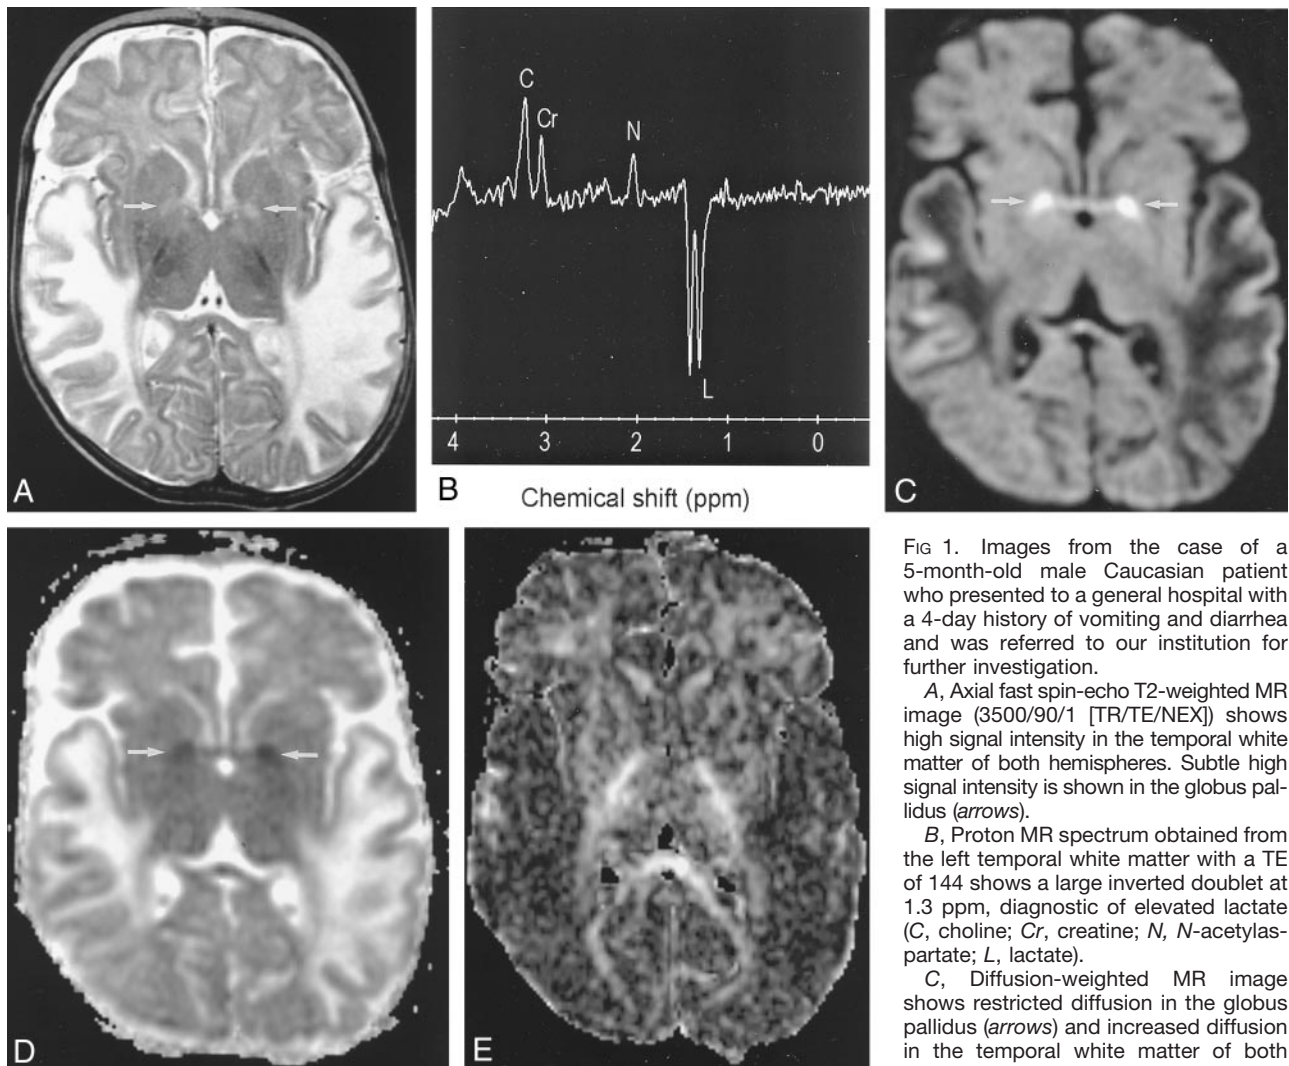 A
C
Cr
N
L
4 3 2 1 0
B
Chemical shift (ppm)
C
D
E
FIG 1. Images from the case of a
5-month-old male Caucasian patient
who presented to a general hospital with
a 4-day history of vomiting and diarrhea
and was referred to our institution for
further investigation.
A, Axial fast spin-echo T2-weighted MR
image (3500/90/1 [TR/TE/NEX]) shows
high signal intensity in the temporal white
matter of both hemispheres. Subtle high
signal intensity is shown in the globus pal-
lidus (arrows).
B, Proton MR spectrum obtained from
the left temporal white matter with a TE
of 144 shows a large inverted doublet at
1.3 ppm, diagnostic of elevated lactate
(C, choline; Cr, creatine; N, N-acetylas-
partate; L, lactate).
C, Diffusion-weighted MR image
shows restricted diffusion in the globus
pallidus (arrows) and increased diffusion
in the temporal white matter of both